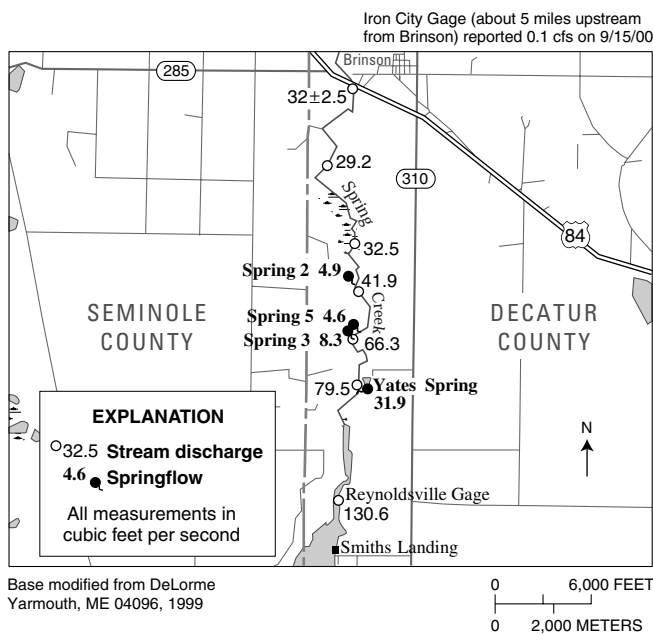 Iron City Gage (about 5 miles upstream
from Brinson) reported 0.1 cfs on 9/15/00
285
Brinson
32±2.5
29.2
310
Spring
Creek
84
32.5
Spring 2 4.9
41.9
SEMINOLE
COUNTY
DECATUR
COUNTY
Spring 5 4.6
Spring 3 8.3
66.3
79.5
Yates Spring
31.9
EXPLANATION
32.5 Stream discharge
4.6 Springflow
All measurements in
cubic feet per second
N
Reynoldsville Gage
130.6
Smiths Landing
Base modified from DeLorme
Yarmouth, ME 04096, 1999
0 6,000 FEET
0 2,000 METERS